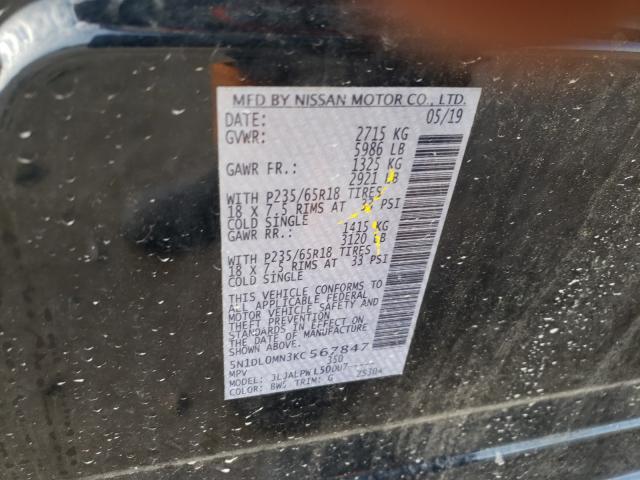 MFD BY NISSAN MOTOR CO., LTD.
DATE: 05/19
GVWR: 2715 KG
5986 LB
GAWR FR.: 1325 KG
2921 LB
WITH P235/65R18 TIRES
18 X 7.5 RIMS AT 33 PSI
COLD SINGLE
GAWR RR.: 1415 KG
3120 LB
WITH P235/65R18 TIRES
18 X 7.5 RIMS AT 33 PSI
COLD SINGLE
THIS VEHICLE CONFORMS TO
ALL APPLICABLE FEDERAL
MOTOR VEHICLE SAFETY AND
THEFT PREVENTION
STANDARDS IN EFFECT ON
THE DATE OF MANUFACTURE
SHOWN ABOVE.
5N1DL0MN3KC567847
MPV 350
MODEL: JLJALPWL50UU7
COLOR: BW5 TRIM: G